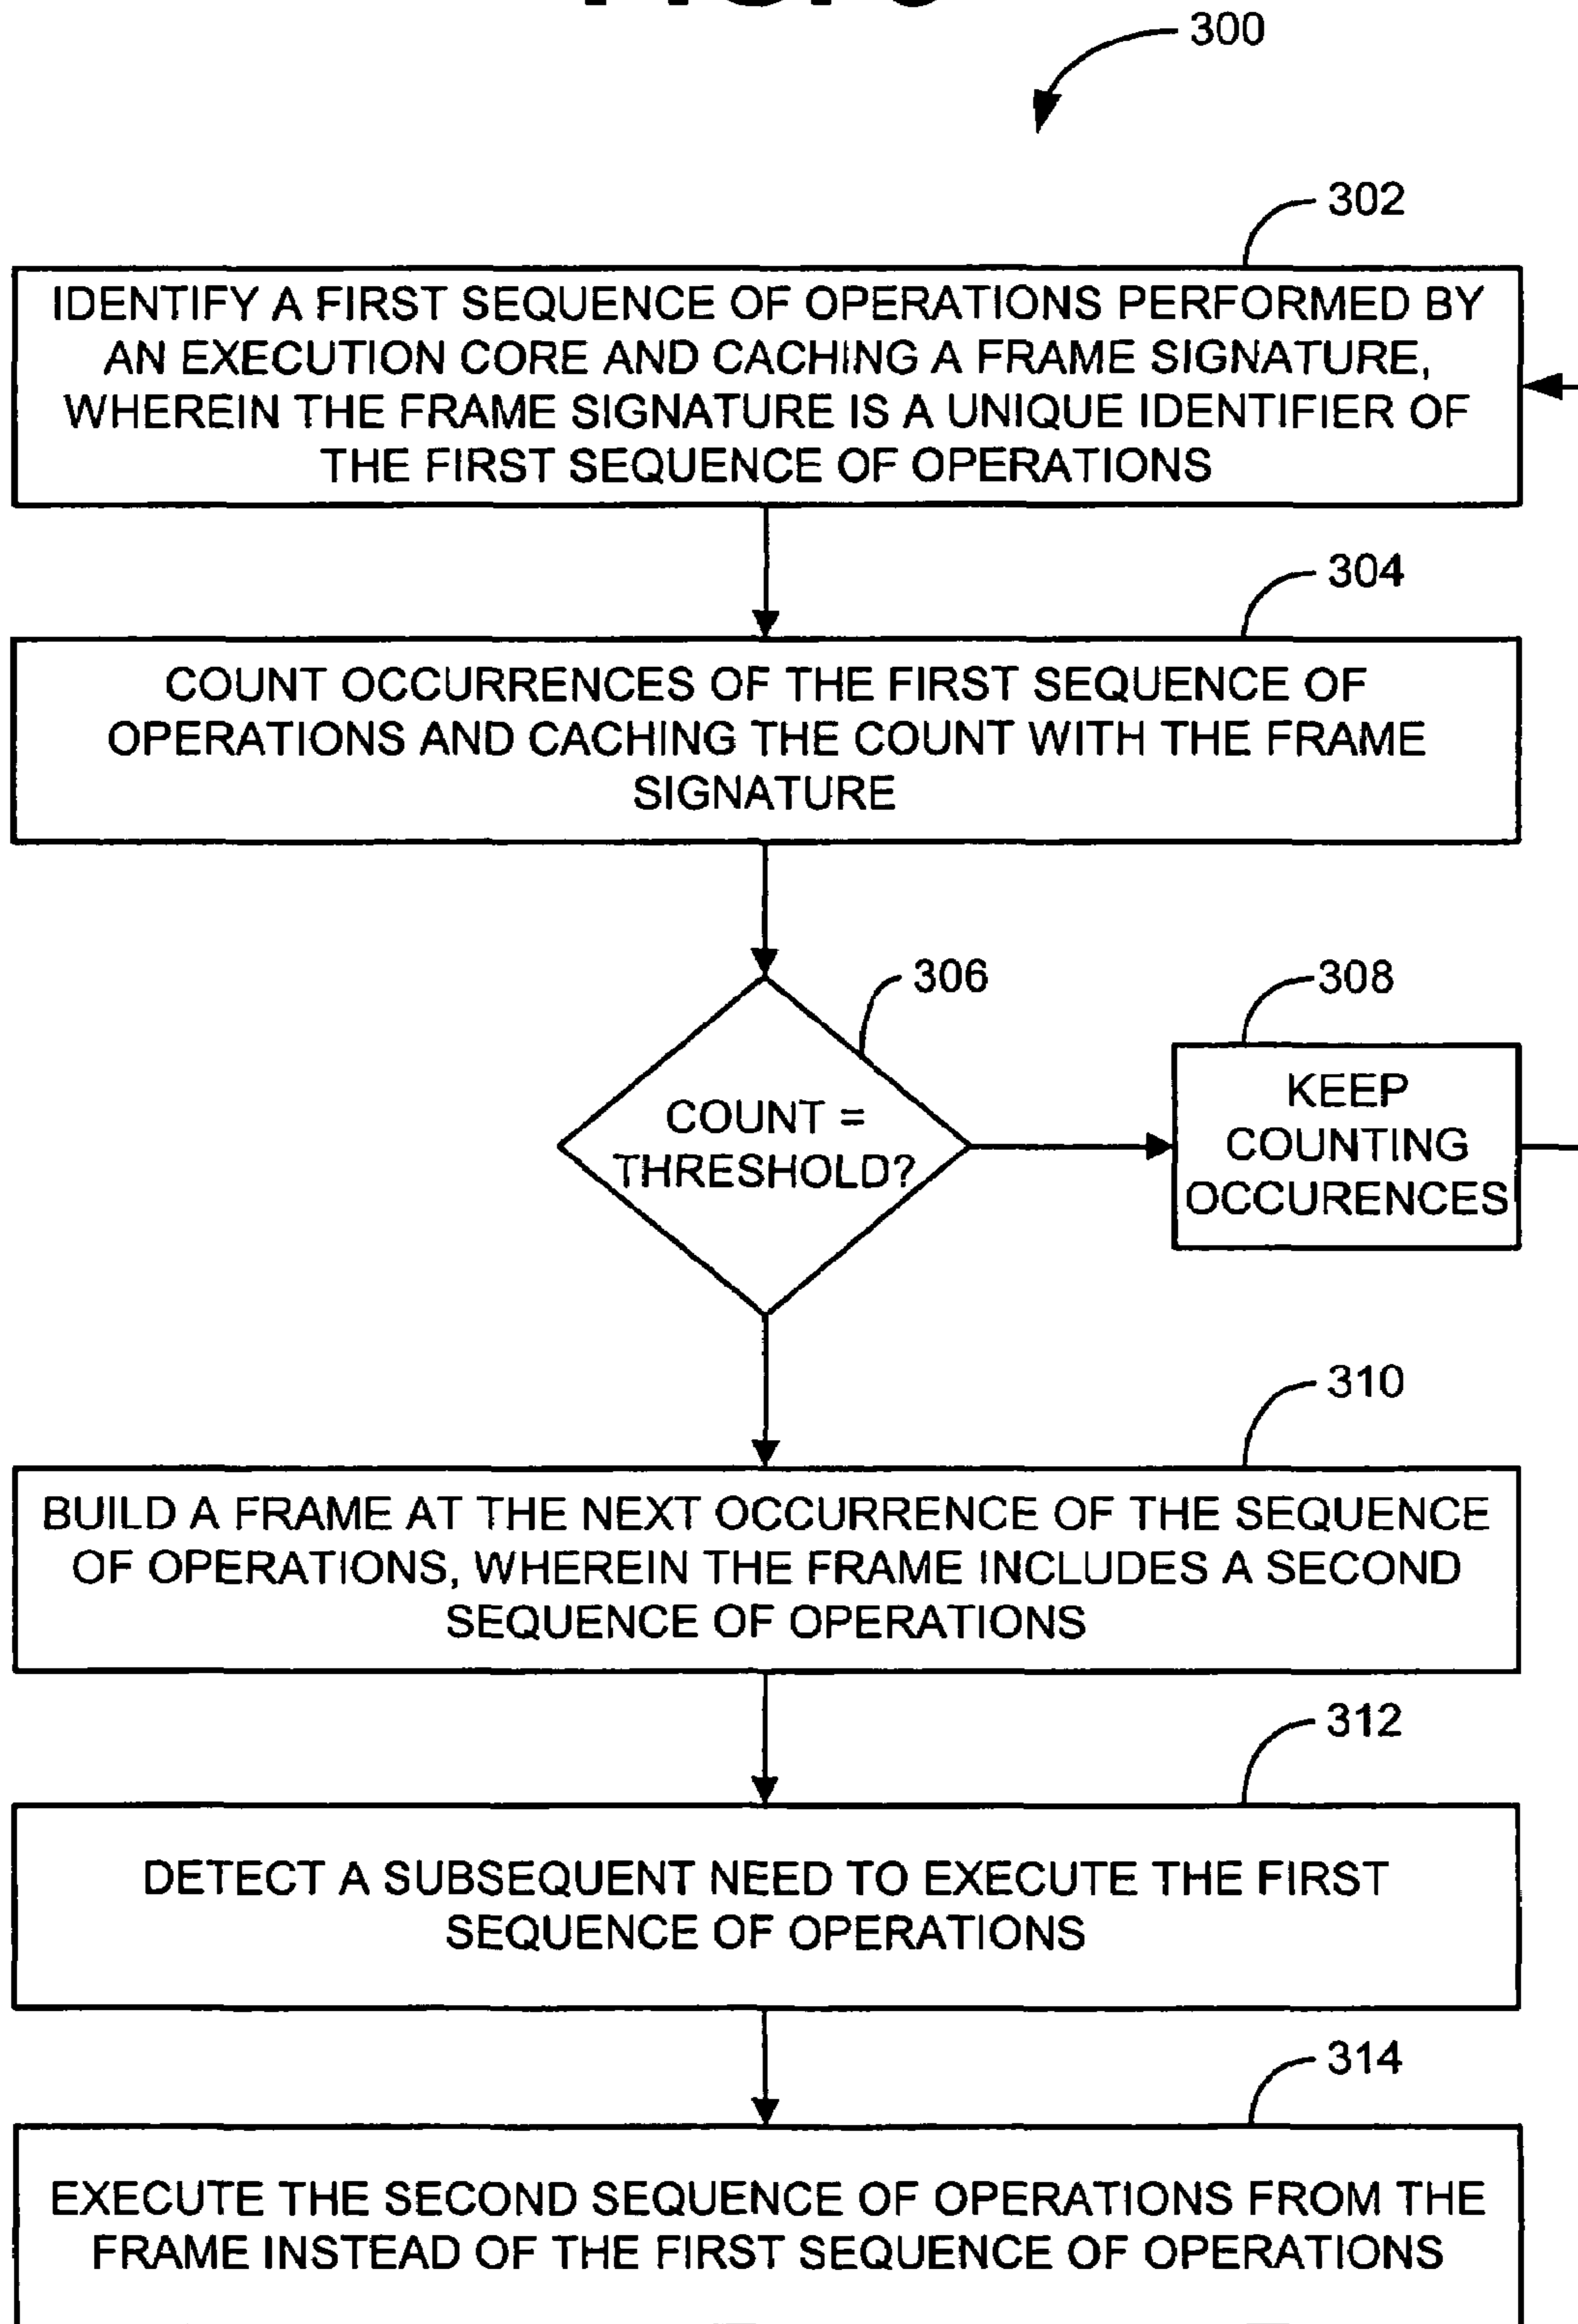 300
302
IDENTIFY A FIRST SEQUENCE OF OPERATIONS PERFORMED BY
AN EXECUTION CORE AND CACHING A FRAME SIGNATURE,
WHEREIN THE FRAME SIGNATURE IS A UNIQUE IDENTIFIER OF
THE FIRST SEQUENCE OF OPERATIONS
304
COUNT OCCURRENCES OF THE FIRST SEQUENCE OF
OPERATIONS AND CACHING THE COUNT WITH THE FRAME
SIGNATURE
306
COUNT =
THRESHOLD?
308
KEEP
COUNTING
OCCURENCES
310
BUILD A FRAME AT THE NEXT OCCURRENCE OF THE SEQUENCE
OF OPERATIONS, WHEREIN THE FRAME INCLUDES A SECOND
SEQUENCE OF OPERATIONS
312
DETECT A SUBSEQUENT NEED TO EXECUTE THE FIRST
SEQUENCE OF OPERATIONS
314
EXECUTE THE SECOND SEQUENCE OF OPERATIONS FROM THE
FRAME INSTEAD OF THE FIRST SEQUENCE OF OPERATIONS